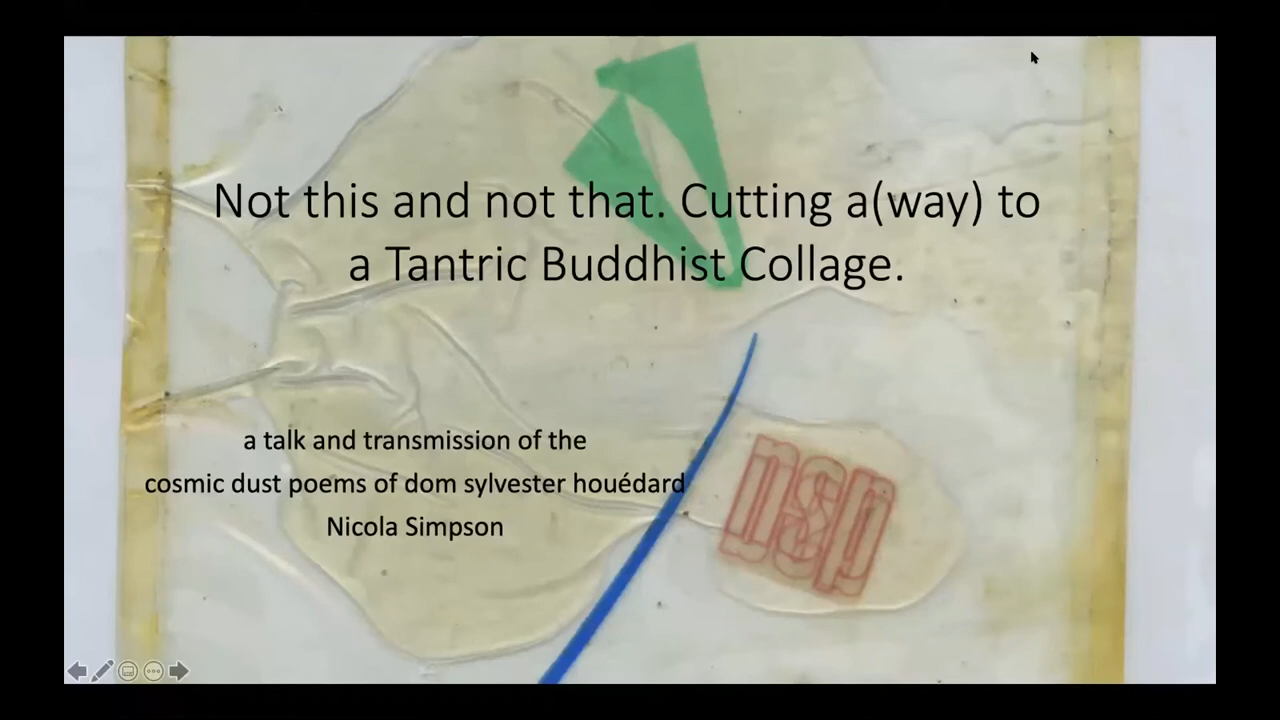 Not this and not that. Cutting a(way) to
a Tantric Buddhist Collage.
a talk and transmission of the
cosmic dust poems of dom sylvester houédard
Nicola Simpson